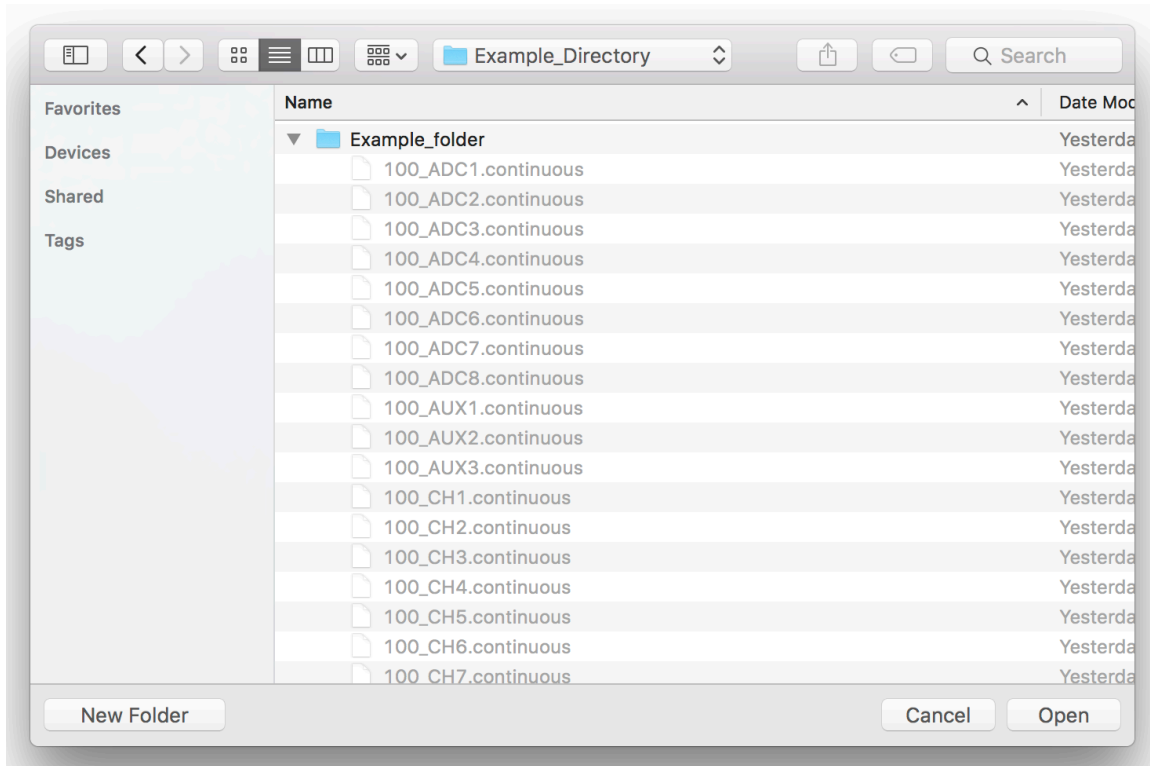 Example_Directory
Search
Favorites
Devices
Shared
Tags
Name Date Moc
Example_folder Yesterda
100_ADC1.continuous Yesterda
100_ADC2.continuous Yesterda
100_ADC3.continuous Yesterda
100_ADC4.continuous Yesterda
100_ADC5.continuous Yesterda
100_ADC6.continuous Yesterda
100_ADC7.continuous Yesterda
100_ADC8.continuous Yesterda
100_AUX1.continuous Yesterda
100_AUX2.continuous Yesterda
100_AUX3.continuous Yesterda
100_CH1.continuous Yesterda
100_CH2.continuous Yesterda
100_CH3.continuous Yesterda
100_CH4.continuous Yesterda
100_CH5.continuous Yesterda
100_CH6.continuous Yesterda
100_CH7.continuous Yesterda
New Folder Cancel Open